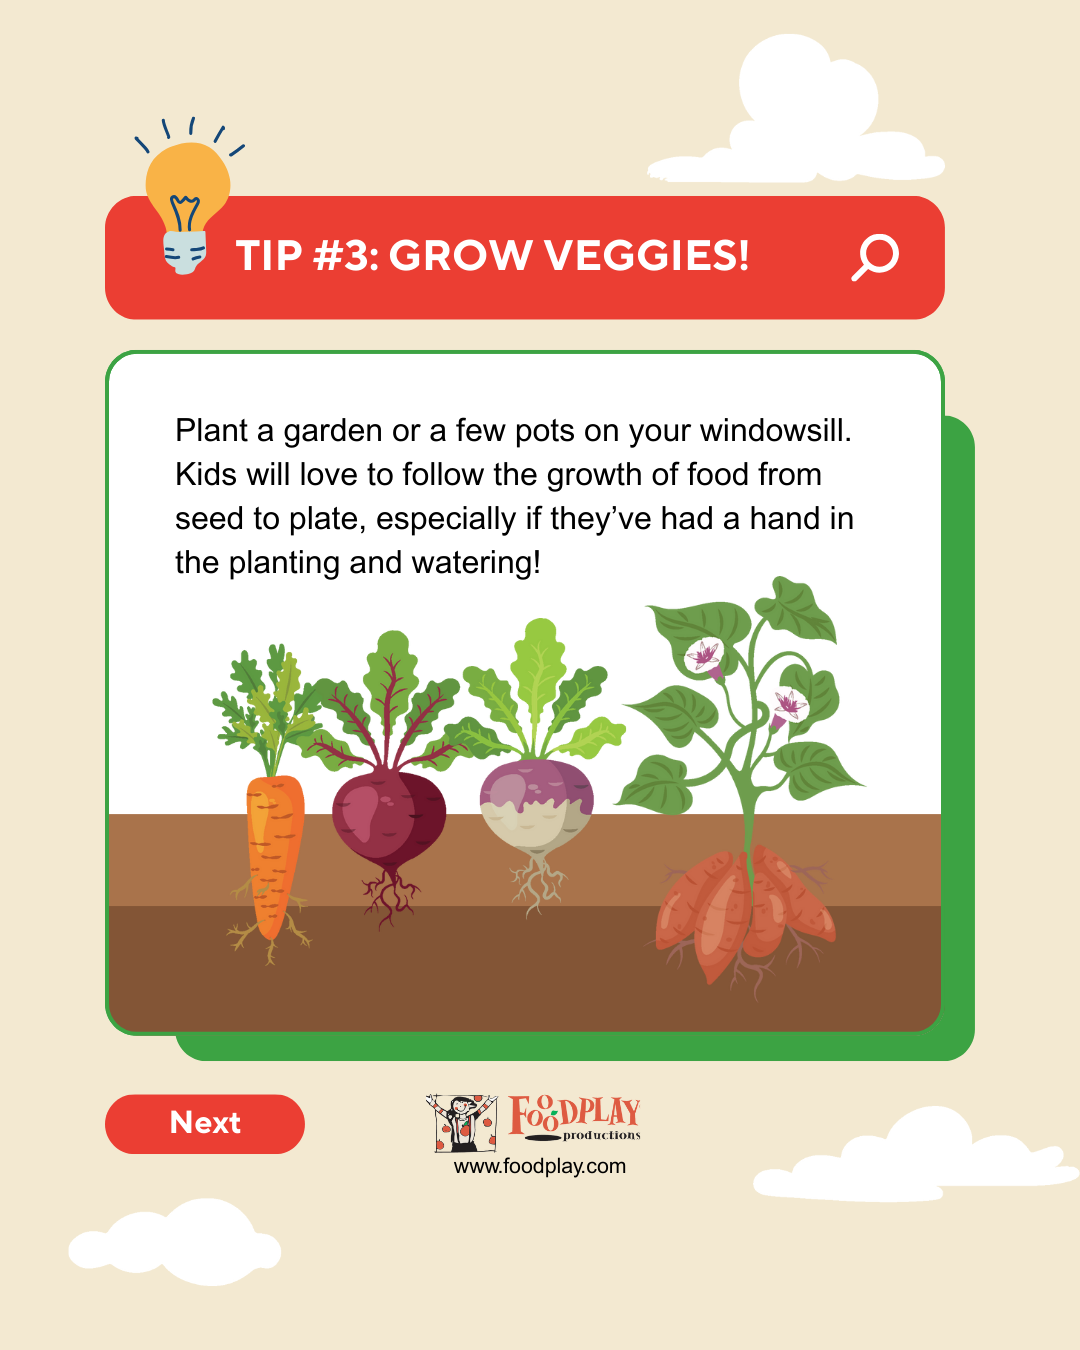 TIP #3: GROW VEGGIES!
Plant a garden or a few pots on your windowsill.
Kids will love to follow the growth of food from
seed to plate, especially if they’ve had a hand in
the planting and watering!
Next
FOODPLAY
productions
www.foodplay.com